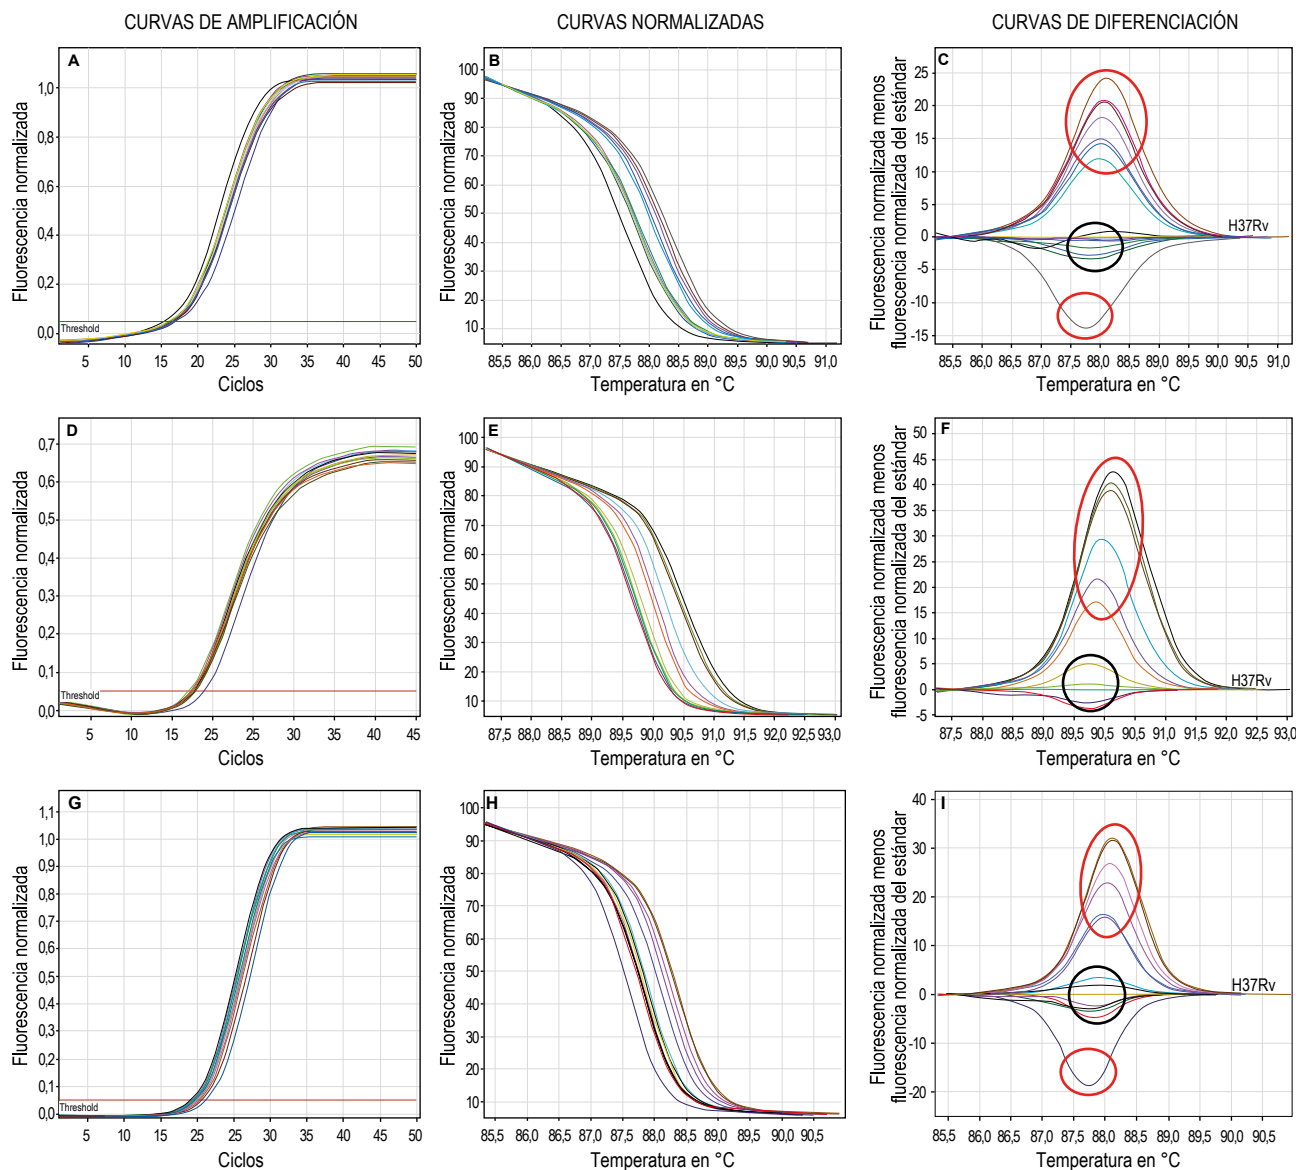 CURVAS DE AMPLIFICACIÓN
CURVAS NORMALIZADAS
CURVAS DE DIFERENCIACIÓN
A
Fluorescencia normalizada
1,0
1,0
0,6
1,2
1,2
0,0
Threshold
5 10 15 20 25 30 35 40 45 50
Ciclos
B
Fluorescencia normalizada
100
90
80
70
60
50
40
30
20
10
85,5 86,0 86,5 87,0 87,5 88,0 88,5 89,0 89,5 90,0 90,5 91,0
Temperatura en °C
C
Fluorescencia normalizada menos
fluorescencia normalizada del estándar
25
20
15
10
5
0
-5
-10
-15
H37Rv
85,5 86,0 86,5 87,0 87,5 88,0 88,5 89,0 89,5 90,0 90,5 91,0
Temperatura en °C
D
Fluorescencia normalizada
0,7
0,6
0,5
0,4
0,3
0,2
0,1
0,0
Threshold
5 10 15 20 25 30 35 40 45
Ciclos
E
Fluorescencia normalizada
100
90
80
70
60
50
40
30
20
10
87,5 88,0 88,5 89,0 89,5 90,0 90,5 91,0 91,5 92,0 92,5 93,0
Temperatura en °C
F
Fluorescencia normalizada menos
fluorescencia normalizada del estándar
50
45
40
35
30
25
20
15
10
5
0
-5
H37Rv
87,5 88,0 88,5 89,5 90,0 90,5 91,0 91,5 92,0 92,5 93,0
Temperatura en °C
G
Fluorescencia normalizada
1,1
1,0
0,9
0,8
0,7
0,6
0,5
0,4
0,3
0,2
0,1
0,0
Threshold
5 10 15 20 25 30 35 40 45 50
Ciclos
H
Fluorescencia normalizada
100
90
80
70
60
50
40
30
20
10
85,5 86,0 86,5 87,0 87,5 88,0 88,5 89,0 89,5 90,0 90,5
Temperatura en °C
I
Fluorescencia normalizada menos
fluorescencia normalizada del estándar
40
30
20
10
0
-10
-20
H37Rv
85,5 86,0 86,5 87,0 87,5 88,0 88,5 89,0 89,5 90,0 90,5
Temperatura en °C